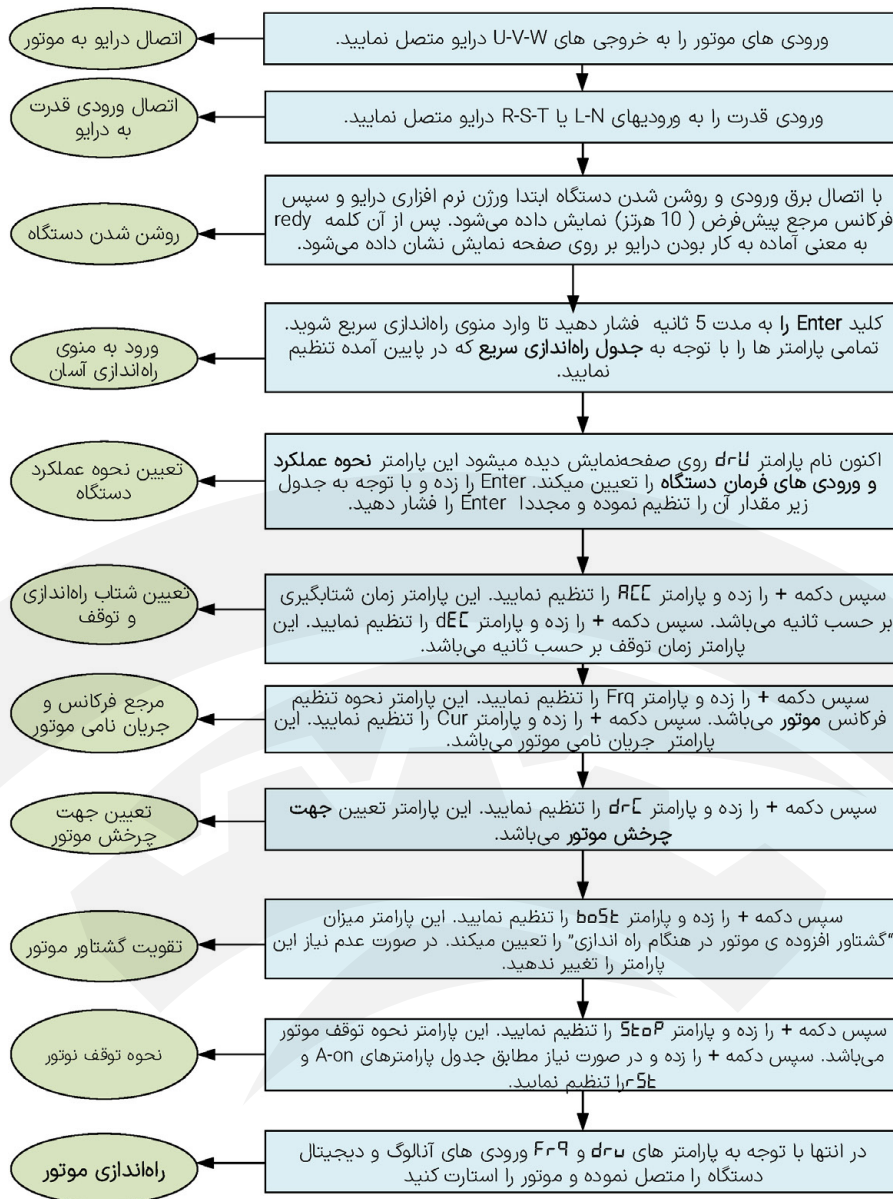 ورودی های موتور را به خروجی های U-V-W درایو متصل نمایید.
اتصال درایو به موتور
ورودی قدرت را به ورودیهای L-N یا R-S-T درایو متصل نمایید.
اتصال ورودی قدرت
به درایو
با اتصال برق ورودی و روشن شدن دستگاه ابتدا ورژن نرم افزاری درایو و سپس
فرکانس مرجع پیش‌فرض ( 10 هرتز) نمایش داده می‌شود. پس از آن کلمه redy
به معنی آماده به کار بودن درایو بر روی صفحه نمایش نشان داده می‌شود.
روشن شدن دستگاه
کلید Enter را به مدت 5 ثانیه فشار دهید تا وارد منوی راه‌اندازی سریع شوید.
تمامی پارامتر ها را با توجه به جدول راه‌اندازی سریع که در پایین آمده تنظیم
نمایید.
ورود به منوی
راه‌اندازی آسان
اکنون نام پارامتر drU روی صفحه‌نمایش دیده میشود این پارامتر نحوه عملکرد
و ورودی های فرمان دستگاه را تعیین میکند. Enter را زده و با توجه به جدول
زیر مقدار آن را تنظیم نموده و مجددا Enter را فشار دهید.
تعیین نحوه عملکرد
دستگاه
سپس دکمه + را زده و پارامتر ACC را تنظیم نمایید. این پارامتر زمان شتابگیری
بر حسب ثانیه می‌باشد. سپس دکمه + را زده و پارامتر dEC را تنظیم نمایید. این
پارامتر زمان توقف بر حسب ثانیه می‌باشد.
تعیین شتاب راه‌اندازی
و توقف
سپس دکمه + را زده و پارامتر Frq را تنظیم نمایید. این پارامتر نحوه تنظیم
فرکانس موتور می‌باشد. سپس دکمه + را زده و پارامتر Cur را تنظیم نمایید. این
پارامتر جریان نامی موتور می‌باشد.
مرجع فرکانس و
جریان نامی موتور
سپس دکمه + را زده و پارامتر drC را تنظیم نمایید. این پارامتر تعیین جهت
چرخش موتور می‌باشد.
تعیین جهت
چرخش موتور
سپس دکمه + را زده و پارامتر boSt را تنظیم نمایید. این پارامتر میزان
“گشتاور افزوده ی موتور در هنگام راه اندازی” را تعیین میکند. در صورت عدم نیاز این
پارامتر را تغییر ندهید.
تقویت گشتاور موتور
سپس دکمه + را زده و پارامتر StoP را تنظیم نمایید. این پارامتر نحوه توقف موتور
می‌باشد. سپس دکمه + را زده و در صورت نیاز مطابق جدول پارامترهای A-on و
rSt را تنظیم نمایید.
نحوه توقف نوتور
در انتها با توجه به پارامتر های dru و Frq ورودی های آنالوگ و دیجیتال
دستگاه را متصل نموده و موتور را استارت کنید
راه‌اندازی موتور